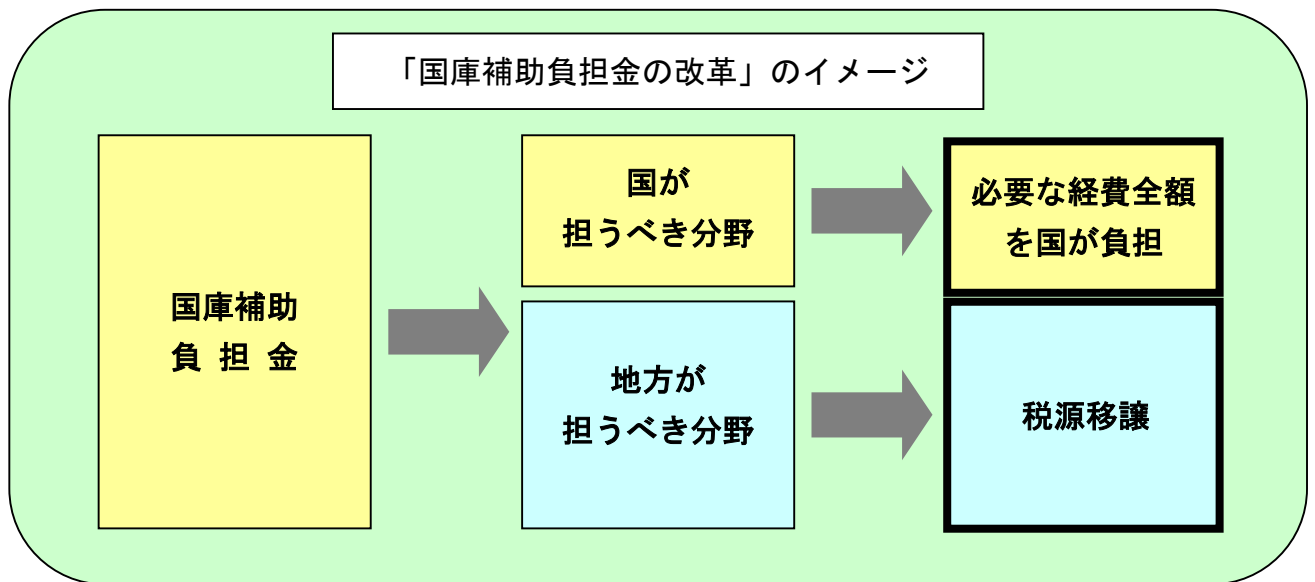 「国庫補助負担金の改革」のイメージ
国庫補助
負 担 金
国が
担うべき分野
地方が
担うべき分野
必要な経費全額
を国が負担
税源移譲